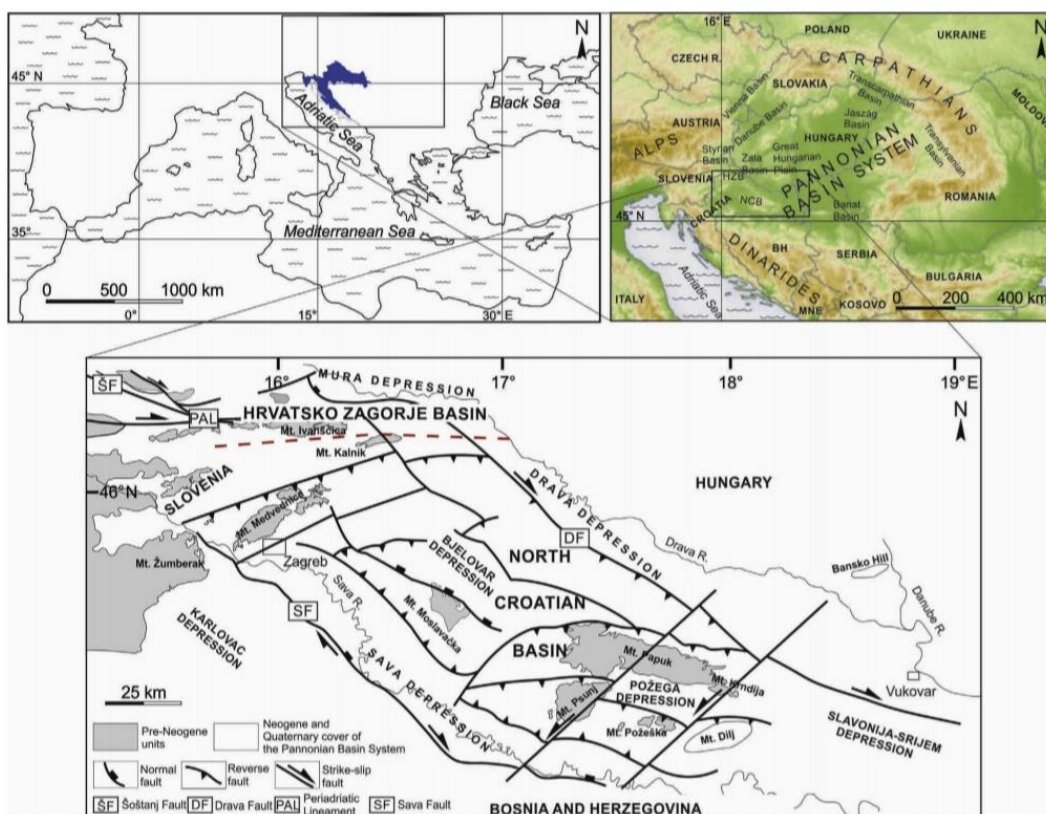 N
45° N
35°
Adriatic Sea
Black Sea
Mediterranean Sea
0 500 1000 km
0° 15° 30° E
16° E
N
POLAND
UKRAINE
CZECH R.
CARPATHIANS
SLOVAKIA
Transcarpathian
Basin
MOLDOVA
Vienna Basin
Danube Basin
Jaszag
Basin
AUSTRIA
HUNGARY
ALPS
Styrian
Basin
Zala
Basin
Great
Hungarian
Plain
PANNONIAN
BASIN SYSTEM
Transylvanian
Basin
SLOVENIA
HZB
ROMANIA
CROATIA
NCB
Banat
Basin
45° N
BH
SERBIA
DINARIDES
Adriatic Sea
BULGARIA
ITALY
MNE
KOSOVO
0 200 400 km
16° 17° 18° 19° E
N
ŠF
MURA DEPRESSION
PAL
HRVATSKO ZAGORJE BASIN
Mt. Ivanščica
Mt. Kalnik
SLOVENIA
46° N
HUNGARY
DRAVA DEPRESSION
Mt. Medvednica
DF
Drava R.
NORTH
BJELOVAR
DEPRESSION
Bansko Hill
Mt. Žumberak
Zagreb
Sava R.
CROATIAN
Danube R.
SF
Mt. Moslavačka
KARLOVAC
DEPRESSION
BASIN
Mt. Papuk
Mt. Krndija
SAVA DEPRESSION
Mt. Psunj
POŽEGA
DEPRESSION
Vukovar
25 km
Mt. Požeška
Mt. Dilj
SLAVONIJA-SRIJEM
DEPRESSION
Pre-Neogene
units
Neogene and
Quaternary cover of
the Pannonian Basin System
Normal
fault
Reverse
fault
Strike-slip
fault
ŠF Šoštanj Fault DF Drava Fault PAL Periadriatic
Lineament SF Sava Fault
BOSNIA AND HERZEGOVINA